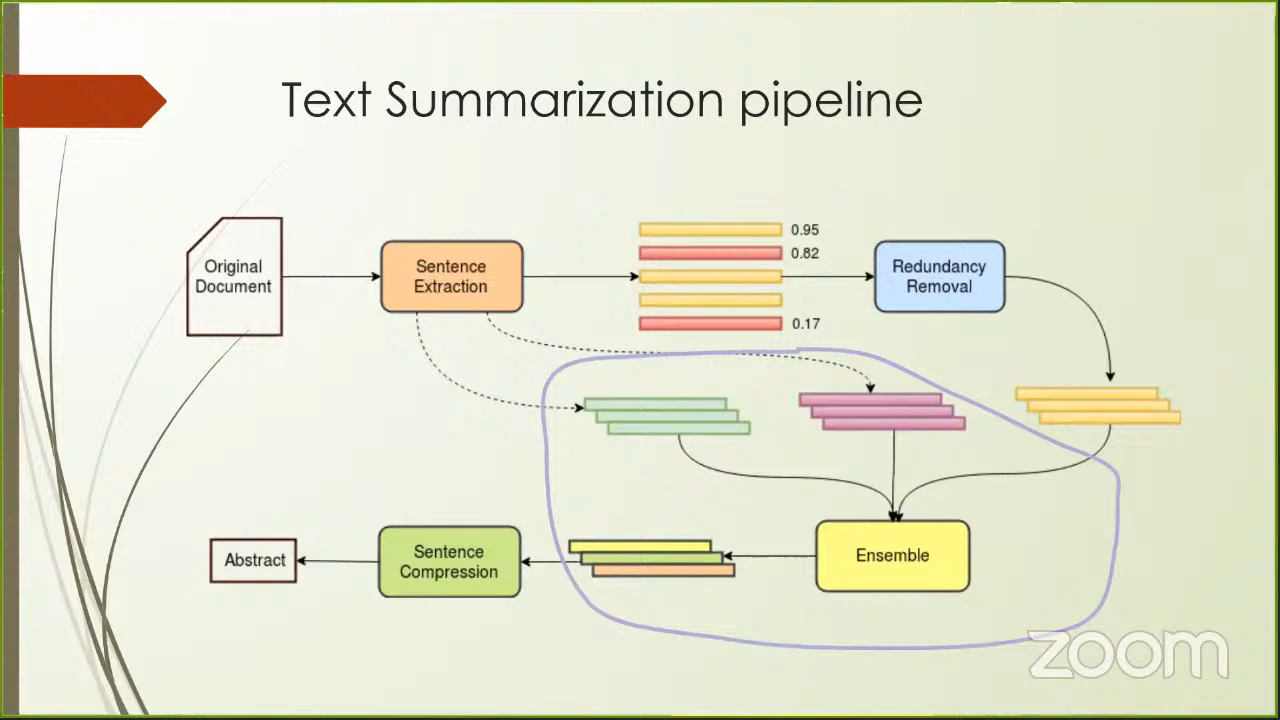 Text Summarization pipeline
Original
Document
Sentence
Extraction
0.95
0.82
0.17
Redundancy
Removal
Abstract
Sentence
Compression
Ensemble
zoom